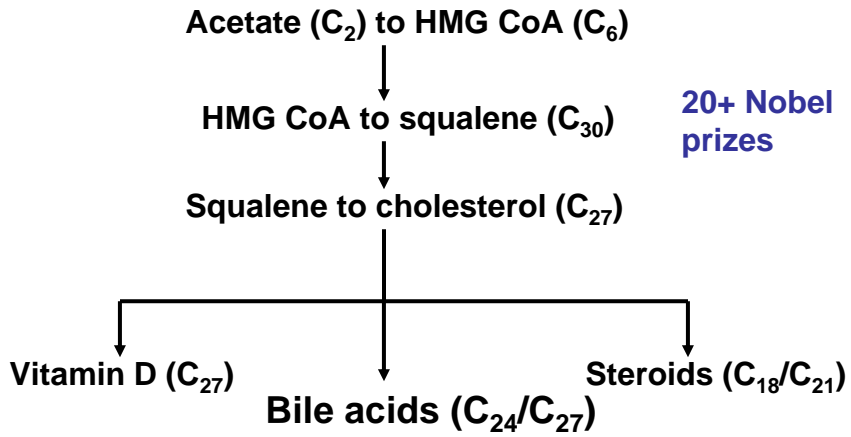 Acetate (C₂) to HMG CoA (C₆)
HMG CoA to squalene (C₃₀)
20+ Nobel
prizes
Squalene to cholesterol (C₂₇)
Vitamin D (C₂₇)
Bile acids (C₂₄/C₂₇)
Steroids (C₁₈/C₂₁)